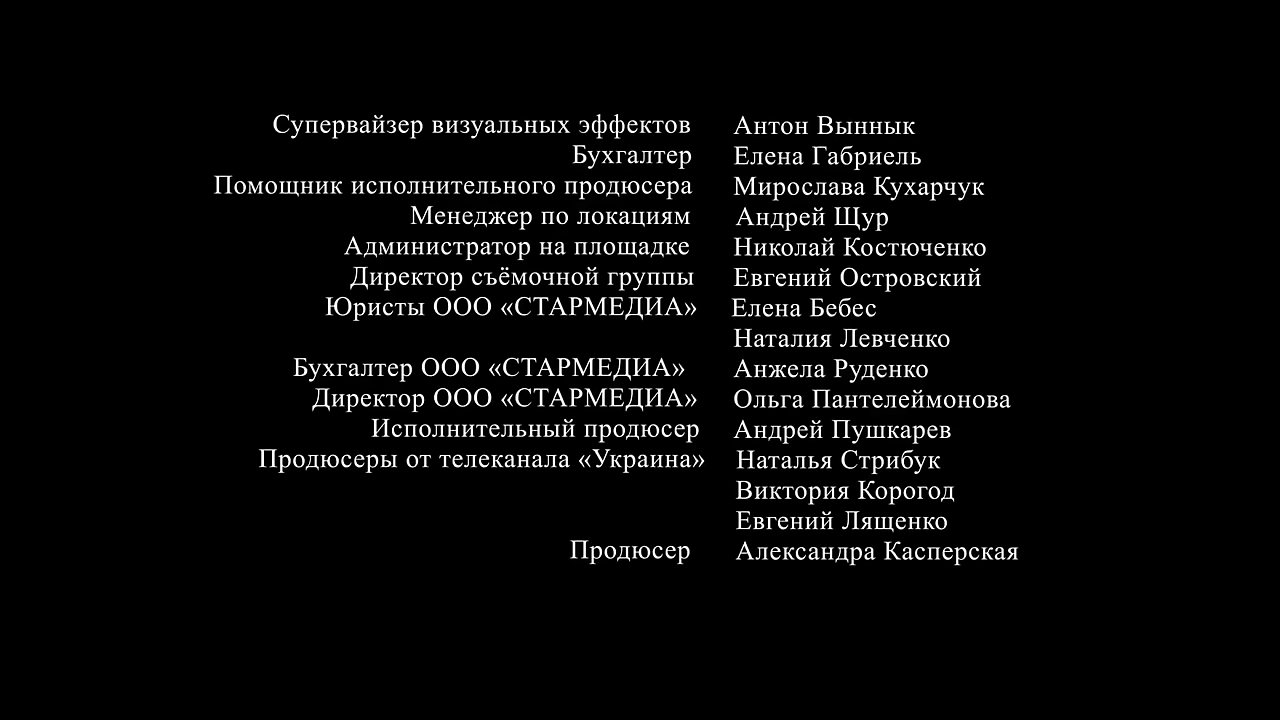 Супервайзер визуальных эффектов Антон Выннык
Бухгалтер Елена Габриель
Помощник исполнительного продюсера Мирослава Кухарчук
Менеджер по локациям Андрей Щур
Администратор на площадке Николай Костюченко
Директор съёмочной группы Евгений Островский
Юристы ООО «СТАРМЕДИА» Елена Бебес
Наталия Левченко
Бухгалтер ООО «СТАРМЕДИА» Анжела Руденко
Директор ООО «СТАРМЕДИА» Ольга Пантелеймонова
Исполнительный продюсер Андрей Пушкарев
Продюсеры от телеканала «Украина» Наталья Стрибук
Виктория Корогод
Евгений Лященко
Продюсер Александра Касперская